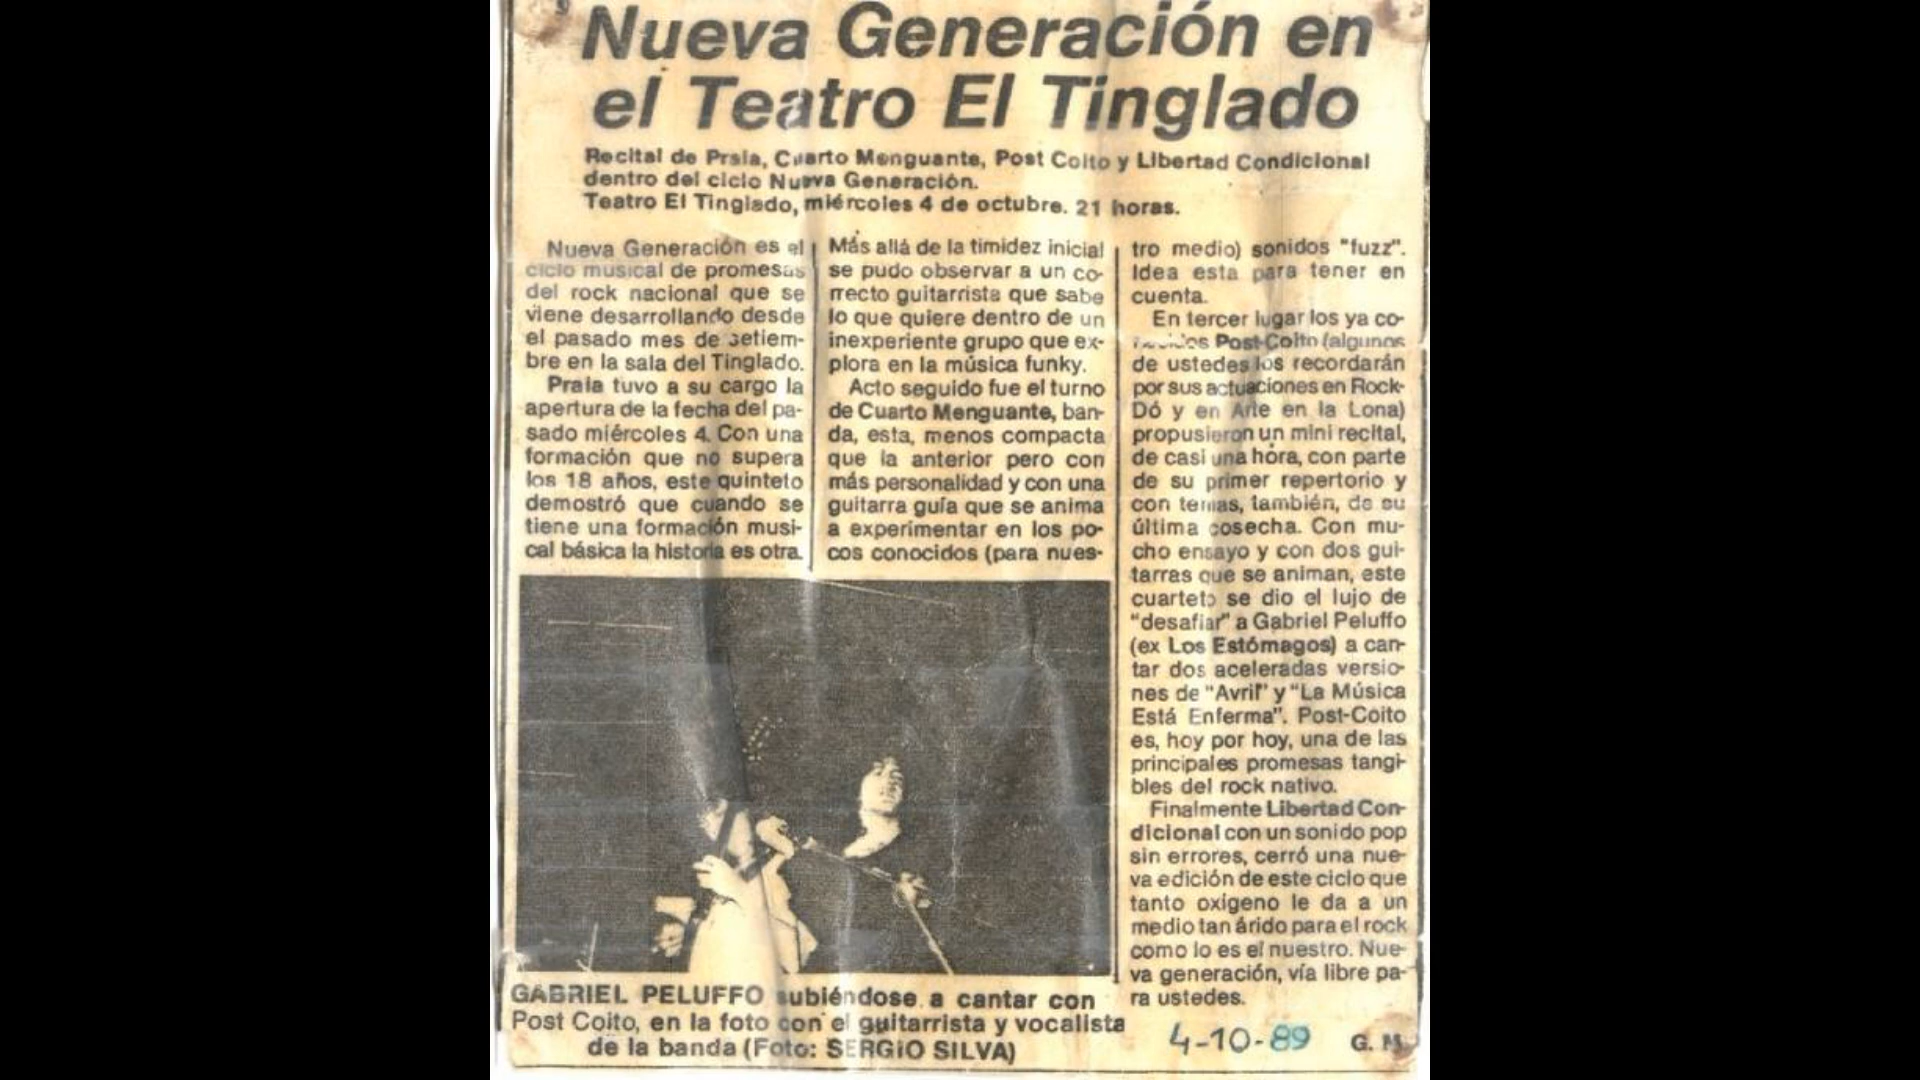 Nueva Generación en
el Teatro El Tinglado
Recital de Praia, Cuarto Menguante, Post Coito y Libertad Condicional
dentro del ciclo Nueva Generación.
Teatro El Tinglado, miércoles 4 de octubre. 21 horas.
Nueva Generación es el
ciclo musical de promesas
del rock nacional que se
viene desarrollando desde
el pasado mes de setiem-
bre en la sala del Tinglado.
Praia tuvo a su cargo la
apertura de la fecha del pa-
sado miércoles 4. Con una
formación que no supera
los 18 años, este quinteto
demostró que cuando se
tiene una formación musi-
cal básica la historia es otra.
Más allá de la timidez inicial
se pudo observar a un co-
rrecto guitarrista que sabe
lo que quiere dentro de un
inexperiente grupo que ex-
plora en la música funky.
Acto seguido fue el turno
de Cuarto Menguante, ban-
da, esta, menos compacta
que la anterior pero con
más personalidad y con una
guitarra guía que se anima
a experimentar en los po-
cos conocidos (para nues-
tro medio) sonidos "fuzz".
Idea esta para tener en
cuenta.
En tercer lugar los ya co-
Post-Coito (algunos
de ustedes los recordarán
por sus actuaciones en Rock-
Dó y en Arte en la Lona)
propusieron un mini recital,
de casi una hora, con parte
de su primer repertorio y
con temas, también, de su
última cosecha. Con mu-
cho ensayo y con dos gui-
tarras que se animan, este
cuarteto se dio el lujo de
"desafiar" a Gabriel Peluffo
(ex Los Estómagos) a can-
tar dos aceleradas versio-
nes de "Avril" y "La Música
Está Enferma". Post-Coito
es, hoy por hoy, una de las
principales promesas tangi-
bles del rock nativo.
Finalmente Libertad Con-
dicional con un sonido pop
sin errores, cerró una nue-
va edición de este ciclo que
tanto oxigeno le da a un
medio tan árido para el rock
como lo es el nuestro. Nue-
va generación, vía libre pa-
ra ustedes.
GABRIEL PELUFFO subiéndose a cantar con
Post Coito, en la foto con el guitarrista y vocalista
de la banda (Foto: SERGIO SILVA)
4-10-89
G. M.